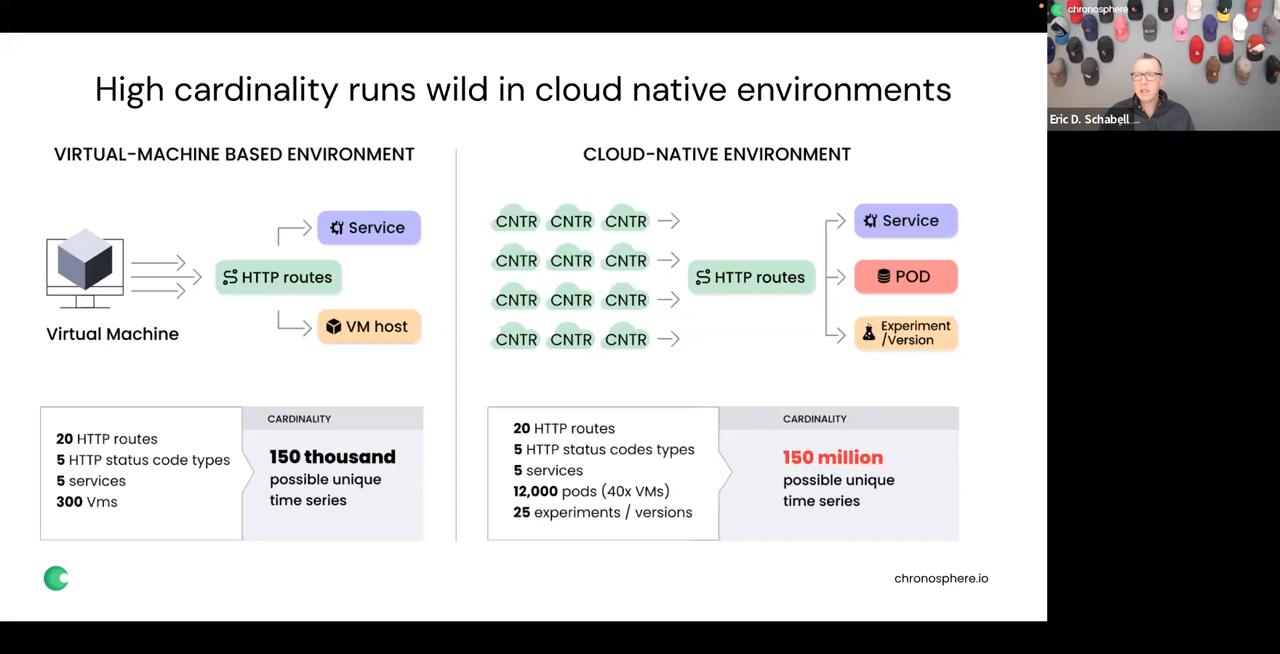 High cardinality runs wild in cloud native environments
VIRTUAL-MACHINE BASED ENVIRONMENT
Service
HTTP routes
VM host
Virtual Machine
20 HTTP routes
5 HTTP status code types
5 services
300 Vms
CARDINALITY
150 thousand
possible unique
time series
CLOUD-NATIVE ENVIRONMENT
CNTR CNTR CNTR
CNTR CNTR CNTR
CNTR CNTR CNTR
CNTR CNTR CNTR
HTTP routes
Service
POD
Experiment
/Version
20 HTTP routes
5 HTTP status codes types
5 services
12,000 pods (40x VMs)
25 experiments / versions
CARDINALITY
150 million
possible unique
time series
chronosphere.io
chronosphere
Eric D. Schabell